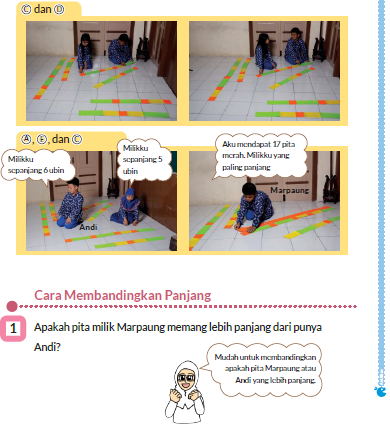 Ⓒ dan Ⓓ
Ⓐ, Ⓔ, dan Ⓒ
Milikku
sepanjang 6 ubin
Milikku
sepanjang 5
ubin
Andi
Aku mendapat 17 pita
merah. Milikku yang
paling panjang
Marpaung
Cara Membandingkan Panjang
1 Apakah pita milik Marpaung memang lebih panjang dari punya
Andi?
Mudah untuk membandingkan
apakah pita Marpaung atau
Andi yang lebih panjang.